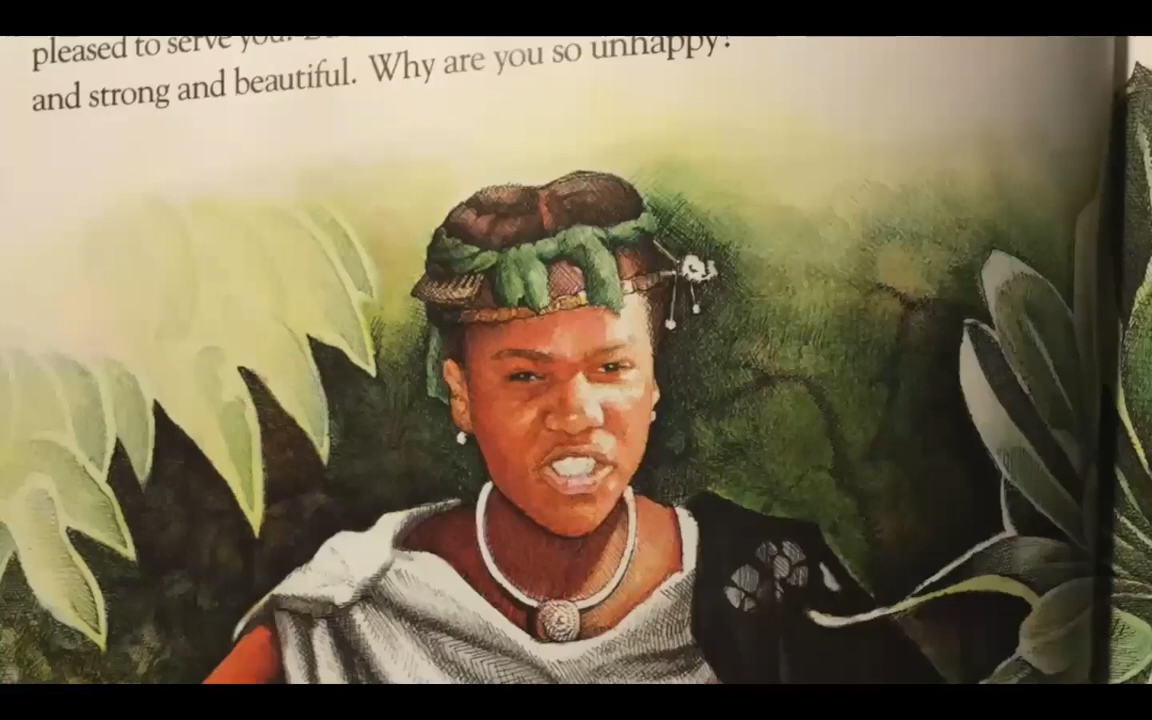 pleased to serve you.
and strong and beautiful. Why are you so unhappy?